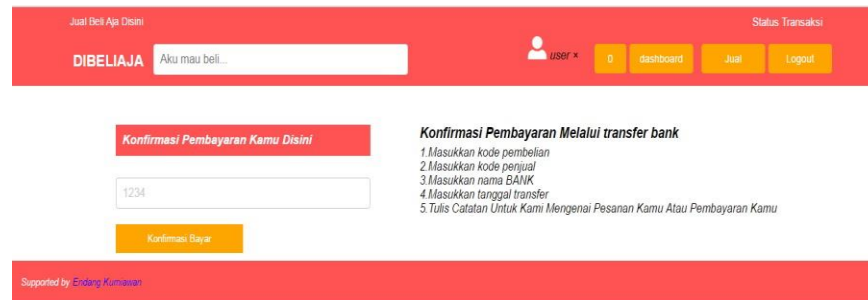 Jual Beli Aja Disini
Status Transaksi
DIBELIAJA
Aku mau beli...
user ×
0
dashboard
Jual
Logout
Konfirmasi Pembayaran Kamu Disini
1234
Konfirmasi Bayar
Konfirmasi Pembayaran Melalui transfer bank
1.Masukkan kode pembelian
2.Masukkan kode penjual
3.Masukkan nama BANK
4.Masukkan tanggal transfer
5.Tulis Catatan Untuk Kami Mengenai Pesanan Kamu Atau Pembayaran Kamu
Supported by Endang Kurniawan